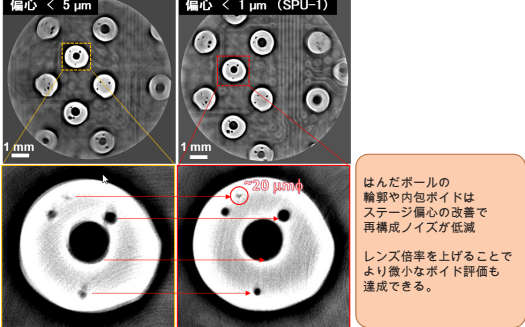 偏心 < 5 μm
偏心 < 1 μm (SPU-1)
1 mm
1 mm
~20 μmφ
はんだボールの
輪郭や内包ボイドは
ステージ偏心の改善で
再構成ノイズが低減
レンズ倍率を上げることで
より微小なボイド評価も
達成できる。